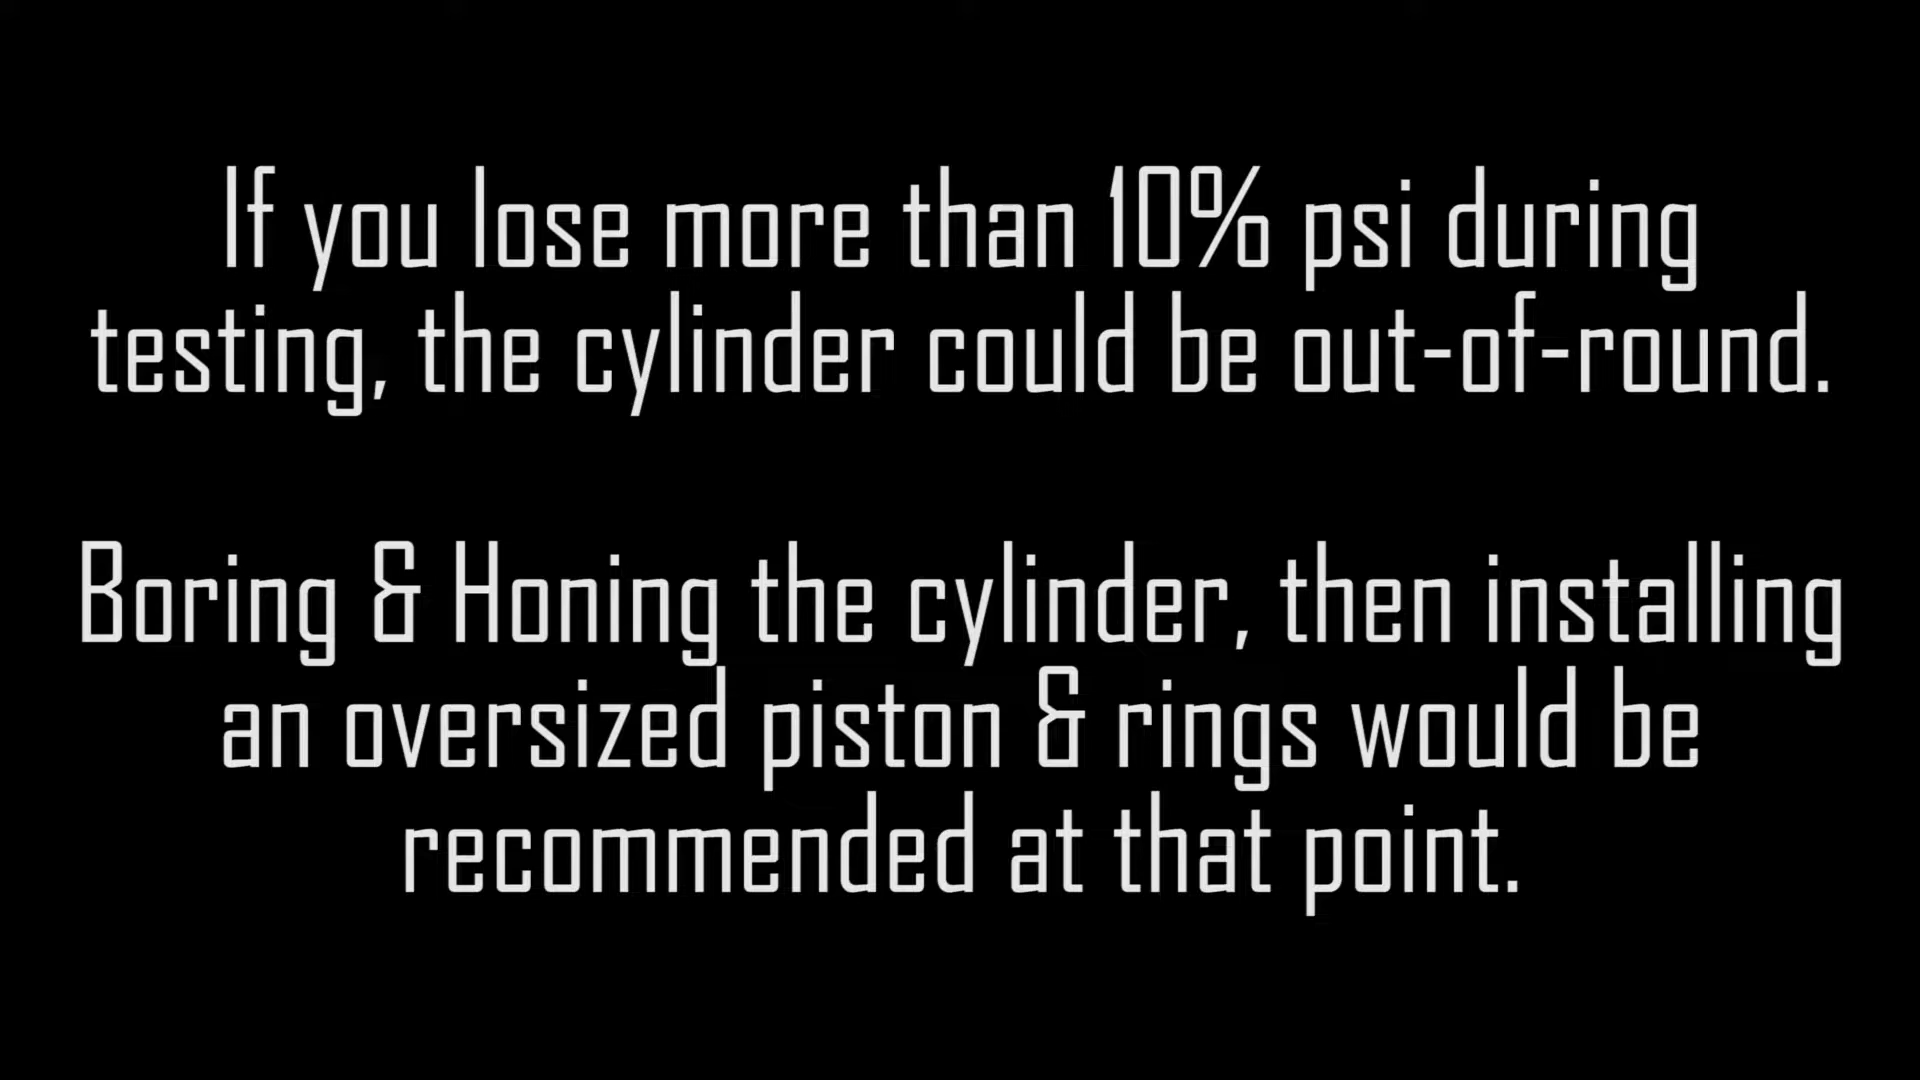 If you lose more than 10% psi during
testing, the cylinder could be out-of-round.
Boring & Honing the cylinder, then installing
an oversized piston & rings would be
recommended at that point.